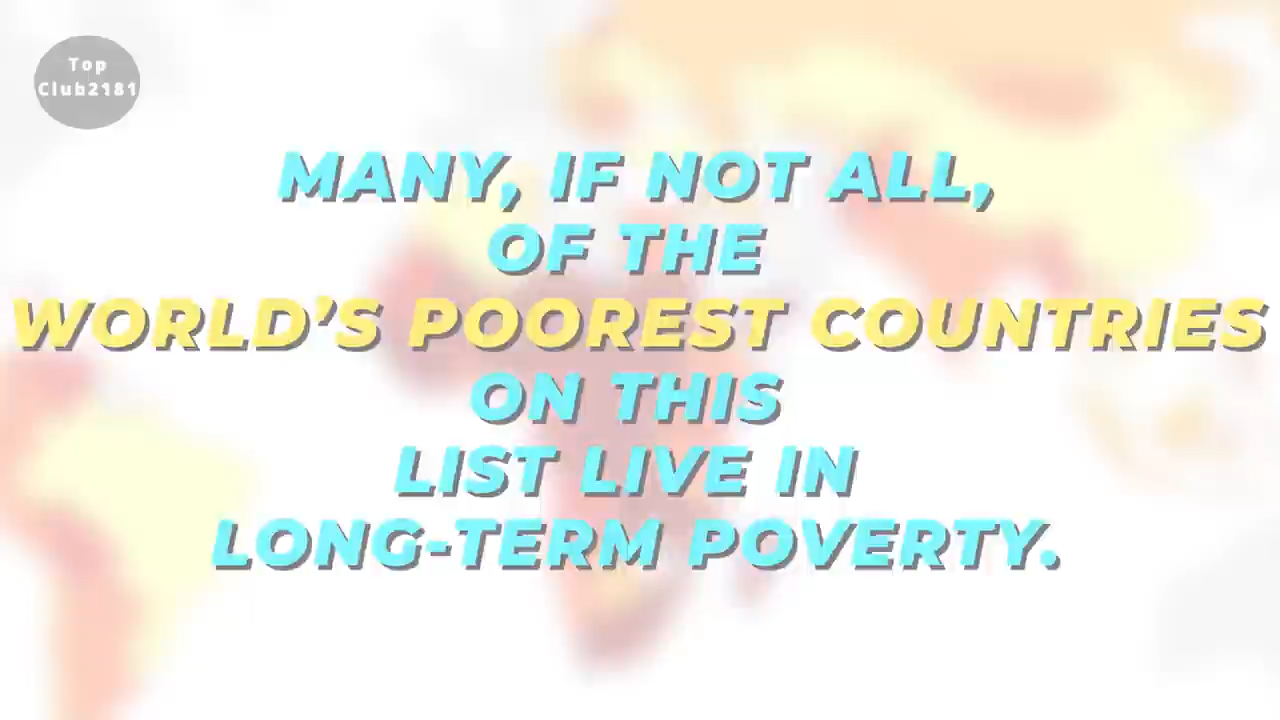 Top
Club2181
MANY, IF NOT ALL,
OF THE
WORLD'S POOREST COUNTRIES
ON THIS
LIST LIVE IN
LONG-TERM POVERTY.